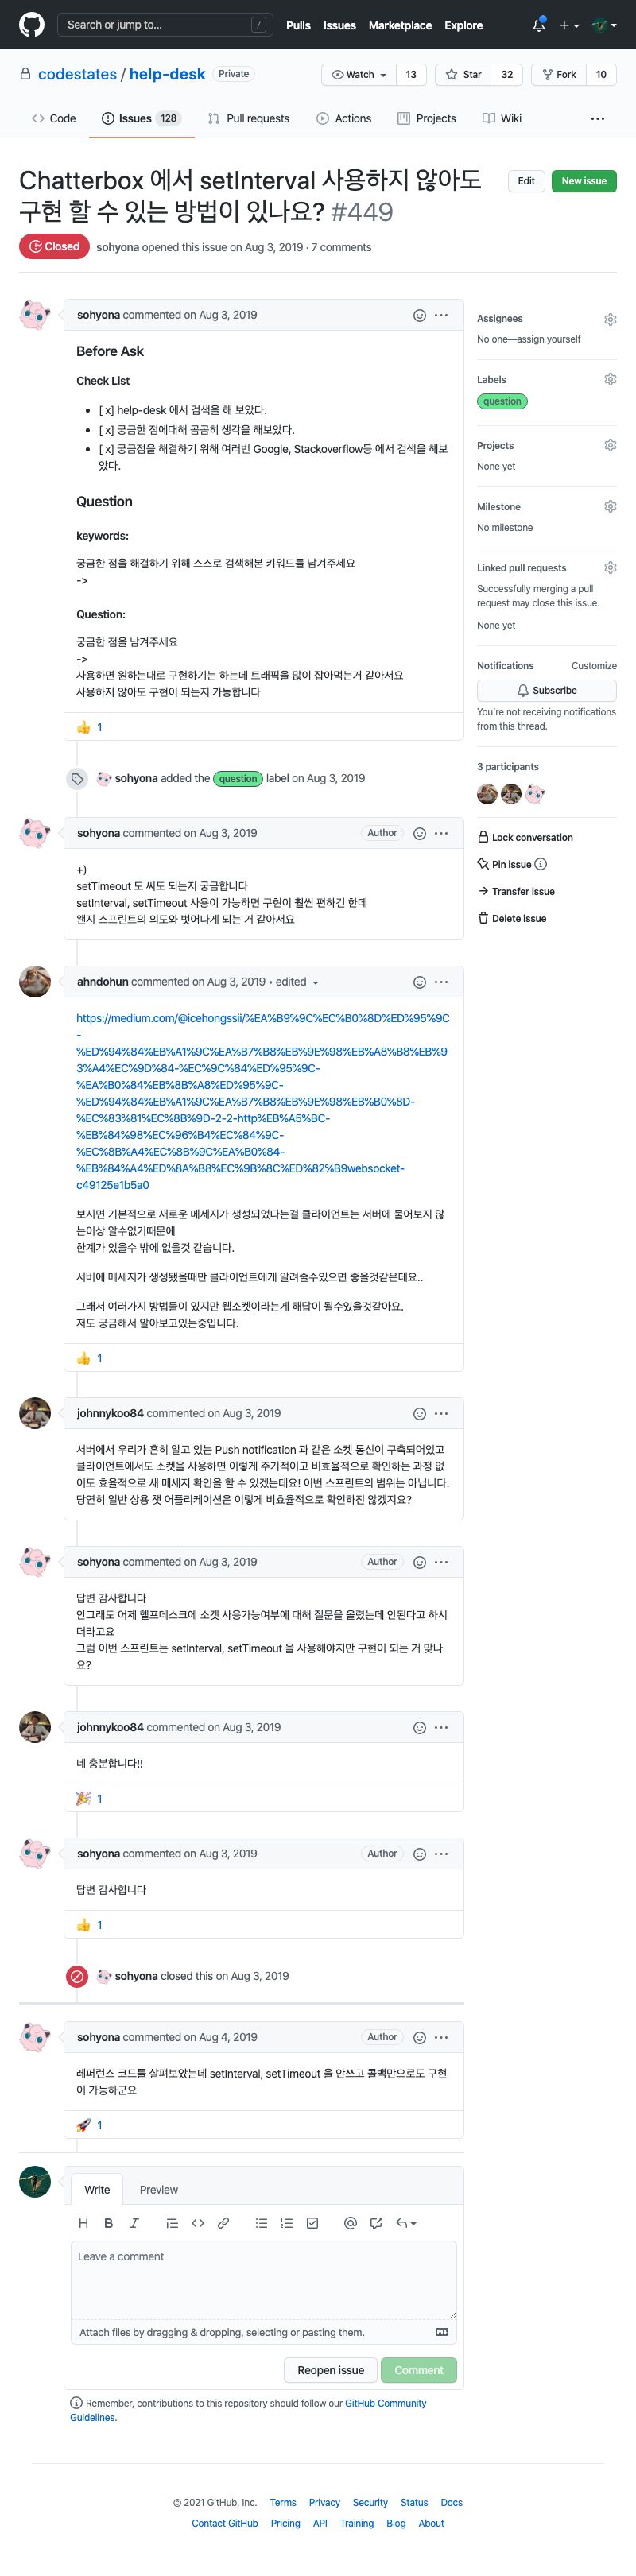 Search or jump to...
/
Pulls
Issues
Marketplace
Explore
codestates / help-desk
Private
Watch
13
Star
32
Fork
10
Code
Issues 128
Pull requests
Actions
Projects
Wiki
Chatterbox 에서 setInterval 사용하지 않아도
구현 할 수 있는 방법이 있나요? #449
Edit
New issue
Closed
sohyona opened this issue on Aug 3, 2019 · 7 comments
sohyona commented on Aug 3, 2019
Before Ask
Check List
• [ x] help-desk 에서 검색을 해 보았다.
• [ x] 궁금한 점에대해 곰곰히 생각을 해보았다.
• [ x] 궁금점을 해결하기 위해 여러번 Google, Stackoverflow등 에서 검색을 해보
았다.
Question
keywords:
궁금한 점을 해결하기 위해 스스로 검색해본 키워드를 남겨주세요
->
Question:
궁금한 점을 남겨주세요
->
사용하면 원하는대로 구현하기는 하는데 트래픽을 많이 잡아먹는거 같아서요
사용하지 않아도 구현이 되는지 가능합니다
👍 1
Assignees
No one—assign yourself
Labels
question
Projects
None yet
Milestone
No milestone
Linked pull requests
Successfully merging a pull
request may close this issue.
None yet
Notifications
Customize
Subscribe
You're not receiving notifications
from this thread.
3 participants
Lock conversation
Pin issue
Transfer issue
Delete issue
sohyona added the question label on Aug 3, 2019
sohyona commented on Aug 3, 2019
Author
+)
setTimeout 도 써도 되는지 궁금합니다
setInterval, setTimeout 사용이 가능하면 구현이 훨씬 편하긴 한데
왠지 스프린트의 의도와 벗어나게 되는 거 같아서요
ahndohun commented on Aug 3, 2019 • edited
https://medium.com/@icehongssii/%EA%B9%9C%EC%B0%8D%ED%95%9C
-
%ED%94%84%EB%A1%9C%EA%B7%B8%EB%9E%98%EB%A8%B8%EB%9
3%A4%EC%9D%84-%EC%9C%84%ED%95%9C-
%EA%B0%84%EB%8B%A8%ED%95%9C-
%ED%94%84%EB%A1%9C%EA%B7%B8%EB%9E%98%EB%B0%8D-
%EC%83%81%EC%8B%9D-2-2-http%EB%A5%BC-
%EB%84%98%EC%96%B4%EC%84%9C-
%EC%8B%A4%EC%8B%9C%EA%B0%84-
%EB%84%A4%ED%8A%B8%EC%9B%8C%ED%82%B9websocket-
c49125e1b5a0
보시면 기본적으로 새로운 메세지가 생성되었다는걸 클라이언트는 서버에 물어보지 않
는이상 알수없기때문에
한계가 있을수 밖에 없을것 같습니다.
서버에 메세지가 생성됐을때만 클라이언트에게 알려줄수있으면 좋을것같은데요..
그래서 여러가지 방법들이 있지만 웹소켓이라는게 해답이 될수있을것같아요.
저도 궁금해서 알아보고있는중입니다.
👍 1
johnnykoo84 commented on Aug 3, 2019
서버에서 우리가 흔히 알고 있는 Push notification 과 같은 소켓 통신이 구축되어있고
클라이언트에서도 소켓을 사용하면 이렇게 주기적이고 비효율적으로 확인하는 과정 없
이도 효율적으로 새 메세지 확인을 할 수 있겠는데요! 이번 스프린트의 범위는 아닙니다.
당연히 일반 상용 챗 어플리케이션은 이렇게 비효율적으로 확인하진 않겠지요?
sohyona commented on Aug 3, 2019
Author
답변 감사합니다
안그래도 어제 헬프데스크에 소켓 사용가능여부에 대해 질문을 올렸는데 안된다고 하시
더라고요
그럼 이번 스프린트는 setInterval, setTimeout 을 사용해야지만 구현이 되는 거 맞나
요?
johnnykoo84 commented on Aug 3, 2019
네 충분합니다!!
🎉 1
sohyona commented on Aug 3, 2019
Author
답변 감사합니다
👍 1
sohyona closed this on Aug 3, 2019
sohyona commented on Aug 4, 2019
Author
레퍼런스 코드를 살펴보았는데 setInterval, setTimeout 을 안쓰고 콜백만으로도 구현
이 가능하군요
🚀 1
Write
Preview
Leave a comment
Attach files by dragging & dropping, selecting or pasting them.
Reopen issue
Comment
Remember, contributions to this repository should follow our GitHub Community
Guidelines.
© 2021 GitHub, Inc.
Terms
Privacy
Security
Status
Docs
Contact GitHub
Pricing
API
Training
Blog
About